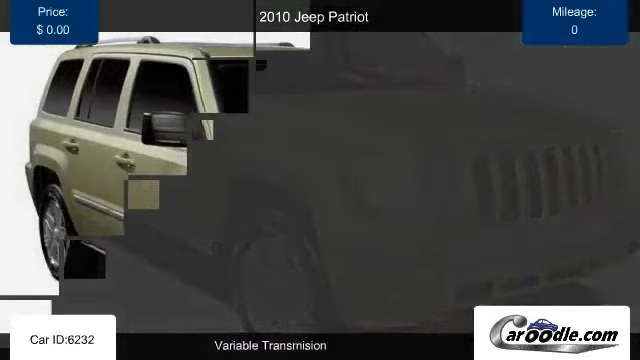 Price:
$ 0.00
2010 Jeep Patriot
Mileage:
0
Car ID:6232
Variable Transmision
Caroodle.com